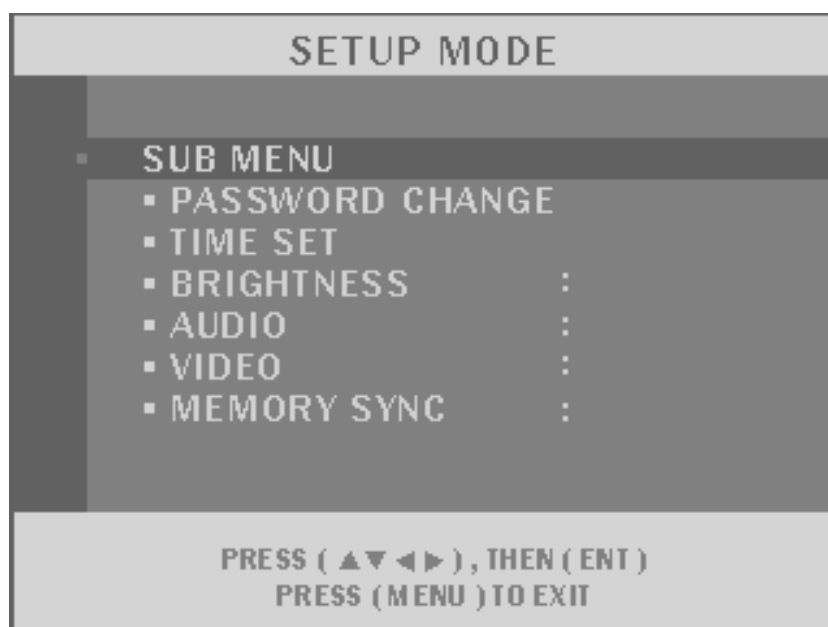 SETUP MODE
SUB MENU
▪ PASSWORD CHANGE
▪ TIME SET
▪ BRIGHTNESS :
▪ AUDIO :
▪ VIDEO :
▪ MEMORY SYNC :
PRESS ( ▲▼◀▶ ) , THEN ( ENT )
PRESS ( MENU ) TO EXIT